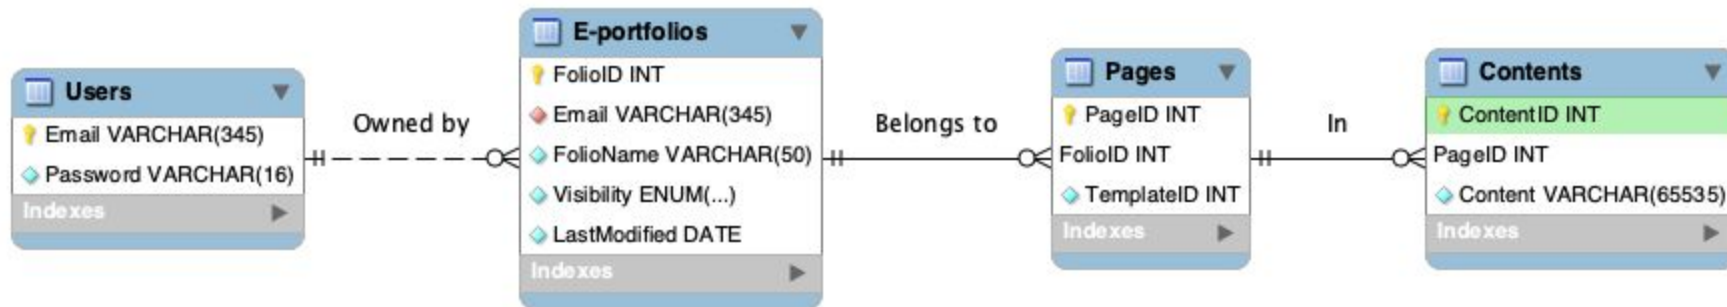 Users
Email VARCHAR(345)
Password VARCHAR(16)
Indexes
Owned by
E-portfolios
FolioID INT
Email VARCHAR(345)
FolioName VARCHAR(50)
Visibility ENUM(...)
LastModified DATE
Indexes
Belongs to
Pages
PageID INT
FolioID INT
TemplateID INT
Indexes
In
Contents
ContentID INT
PageID INT
Content VARCHAR(65535)
Indexes